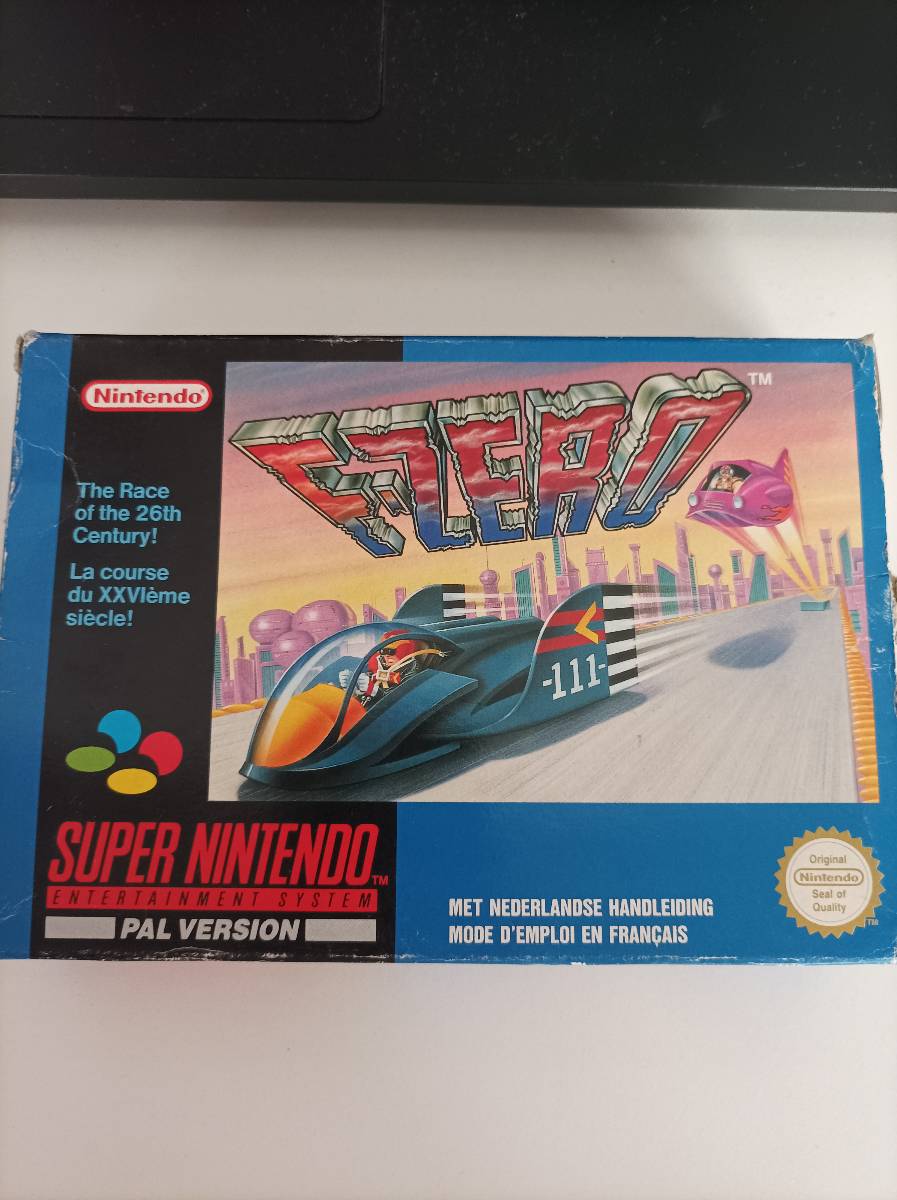 Nintendo®
F-ZERO™
The Race
of the 26th
Century!
La course
du XXVIème
siècle!
-111-
SUPER NINTENDO™
ENTERTAINMENT SYSTEM
PAL VERSION
MET NEDERLANDSE HANDLEIDING
MODE D'EMPLOI EN FRANÇAIS
Original
Nintendo
Seal of
Quality
TM